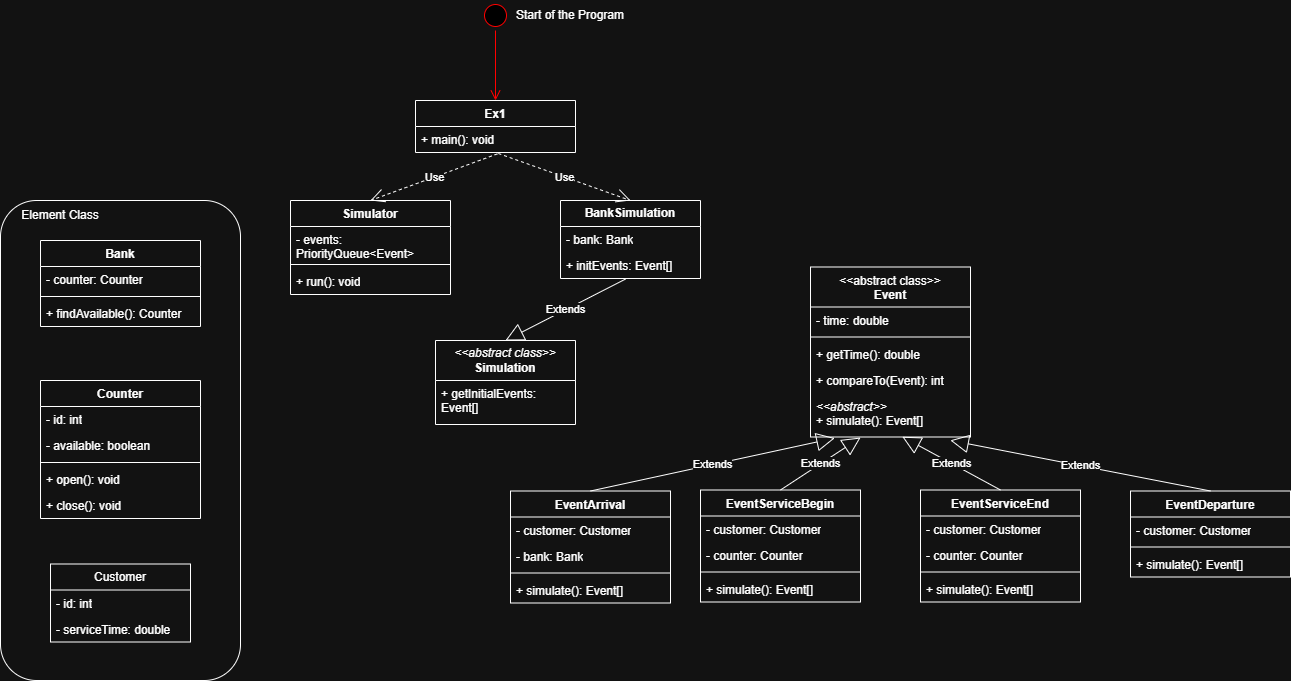 Start of the Program
Ex1
+ main(): void
Use
Use
Simulator
- events:
PriorityQueue<Event>
+ run(): void
BankSimulation
- bank: Bank
+ initEvents: Event[]
Extends
<<abstract class>>
Simulation
+ getInitialEvents:
Event[]
Element Class
Bank
- counter: Counter
+ findAvailable(): Counter
Counter
- id: int
- available: boolean
+ open(): void
+ close(): void
Customer
- id: int
- serviceTime: double
<<abstract class>>
Event
- time: double
+ getTime(): double
+ compareTo(Event): int
<<abstract>>
+ simulate(): Event[]
Extends
Extends
Extends
Extends
EventArrival
- customer: Customer
- bank: Bank
+ simulate(): Event[]
EventServiceBegin
- customer: Customer
- counter: Counter
+ simulate(): Event[]
EventServiceEnd
- customer: Customer
- counter: Counter
+ simulate(): Event[]
EventDeparture
- customer: Customer
+ simulate(): Event[]